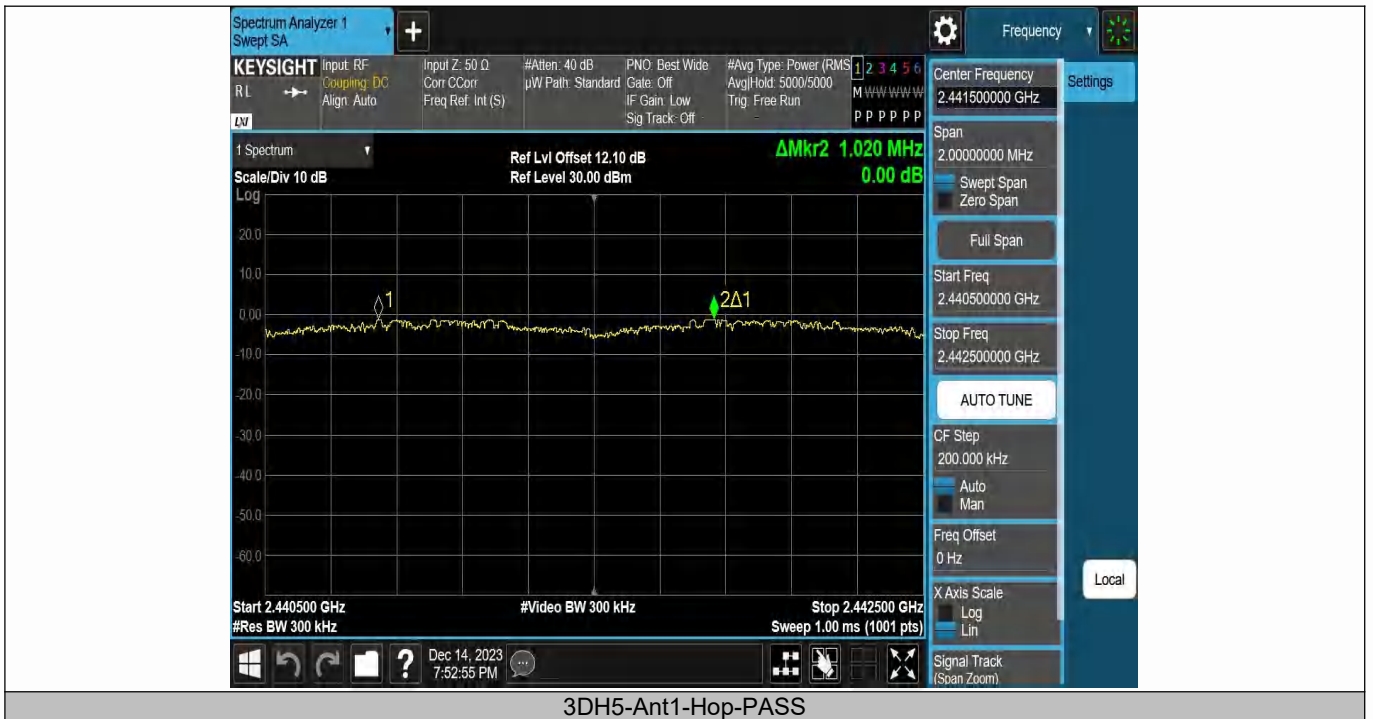 Spectrum Analyzer 1
Swept SA
+
Frequency
KEYSIGHT
RL
LXI
Input: RF
Coupling: DC
Align: Auto
Input Z: 50 Ω
Corr CCorr
Freq Ref: Int (S)
#Atten: 40 dB
µW Path: Standard
PNO: Best Wide
Gate: Off
IF Gain: Low
Sig Track: Off
#Avg Type: Power (RMS
Avg|Hold: 5000/5000
Trig: Free Run
1 2 3 4 5 6
M W W W W W
P P P P P P
1 Spectrum
Scale/Div 10 dB
Log
Ref Lvl Offset 12.10 dB
Ref Level 30.00 dBm
ΔMkr2 1.020 MHz
0.00 dB
20.0
10.0
0.00
-10.0
-20.0
-30.0
-40.0
-50.0
-60.0
1
2Δ1
Start 2.440500 GHz
#Res BW 300 kHz
#Video BW 300 kHz
Stop 2.442500 GHz
Sweep 1.00 ms (1001 pts)
Center Frequency
2.441500000 GHz
Settings
Span
2.00000000 MHz
Swept Span
Zero Span
Full Span
Start Freq
2.440500000 GHz
Stop Freq
2.442500000 GHz
AUTO TUNE
CF Step
200.000 kHz
Auto
Man
Freq Offset
0 Hz
X Axis Scale
Log
Lin
Local
Signal Track
(Span Zoom)
?
Dec 14, 2023
7:52:55 PM
3DH5-Ant1-Hop-PASS